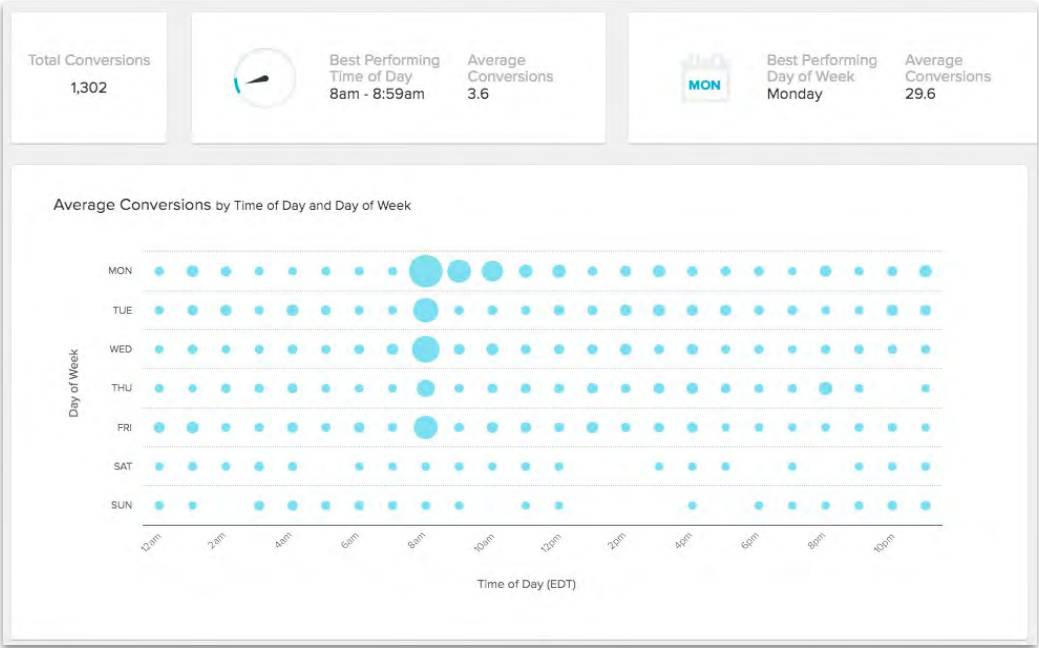 Total Conversions
1,302
Best Performing
Time of Day
8am - 8:59am
Average
Conversions
3.6
MON
Best Performing
Day of Week
Monday
Average
Conversions
29.6
Average Conversions by Time of Day and Day of Week
Day of Week
MON
TUE
WED
THU
FRI
SAT
SUN
12am 2am 4am 6am 8am 10am 12pm 2pm 4pm 6pm 8pm 10pm
Time of Day (EDT)